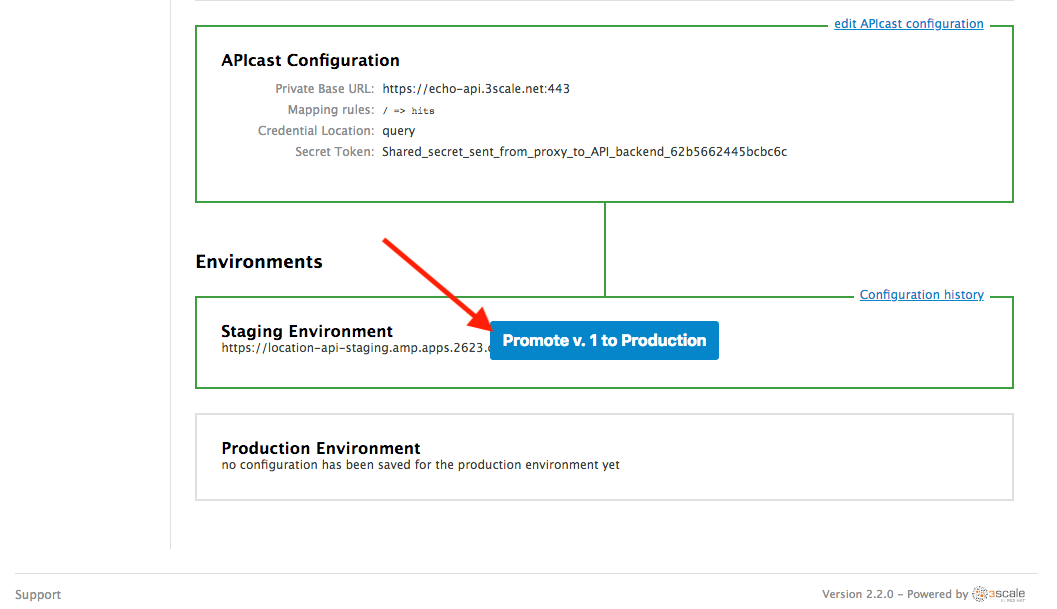 edit APIcast configuration
APIcast Configuration
Private Base URL: https://echo-api.3scale.net:443
Mapping rules: / => hits
Credential Location: query
Secret Token: Shared_secret_sent_from_proxy_to_API_backend_62b5662445bcbc6c
Environments
Configuration history
Staging Environment
https://location-api-staging.amp.apps.2623.
Promote v. 1 to Production
Production Environment
no configuration has been saved for the production environment yet
Support
Version 2.2.0 – Powered by 3scale